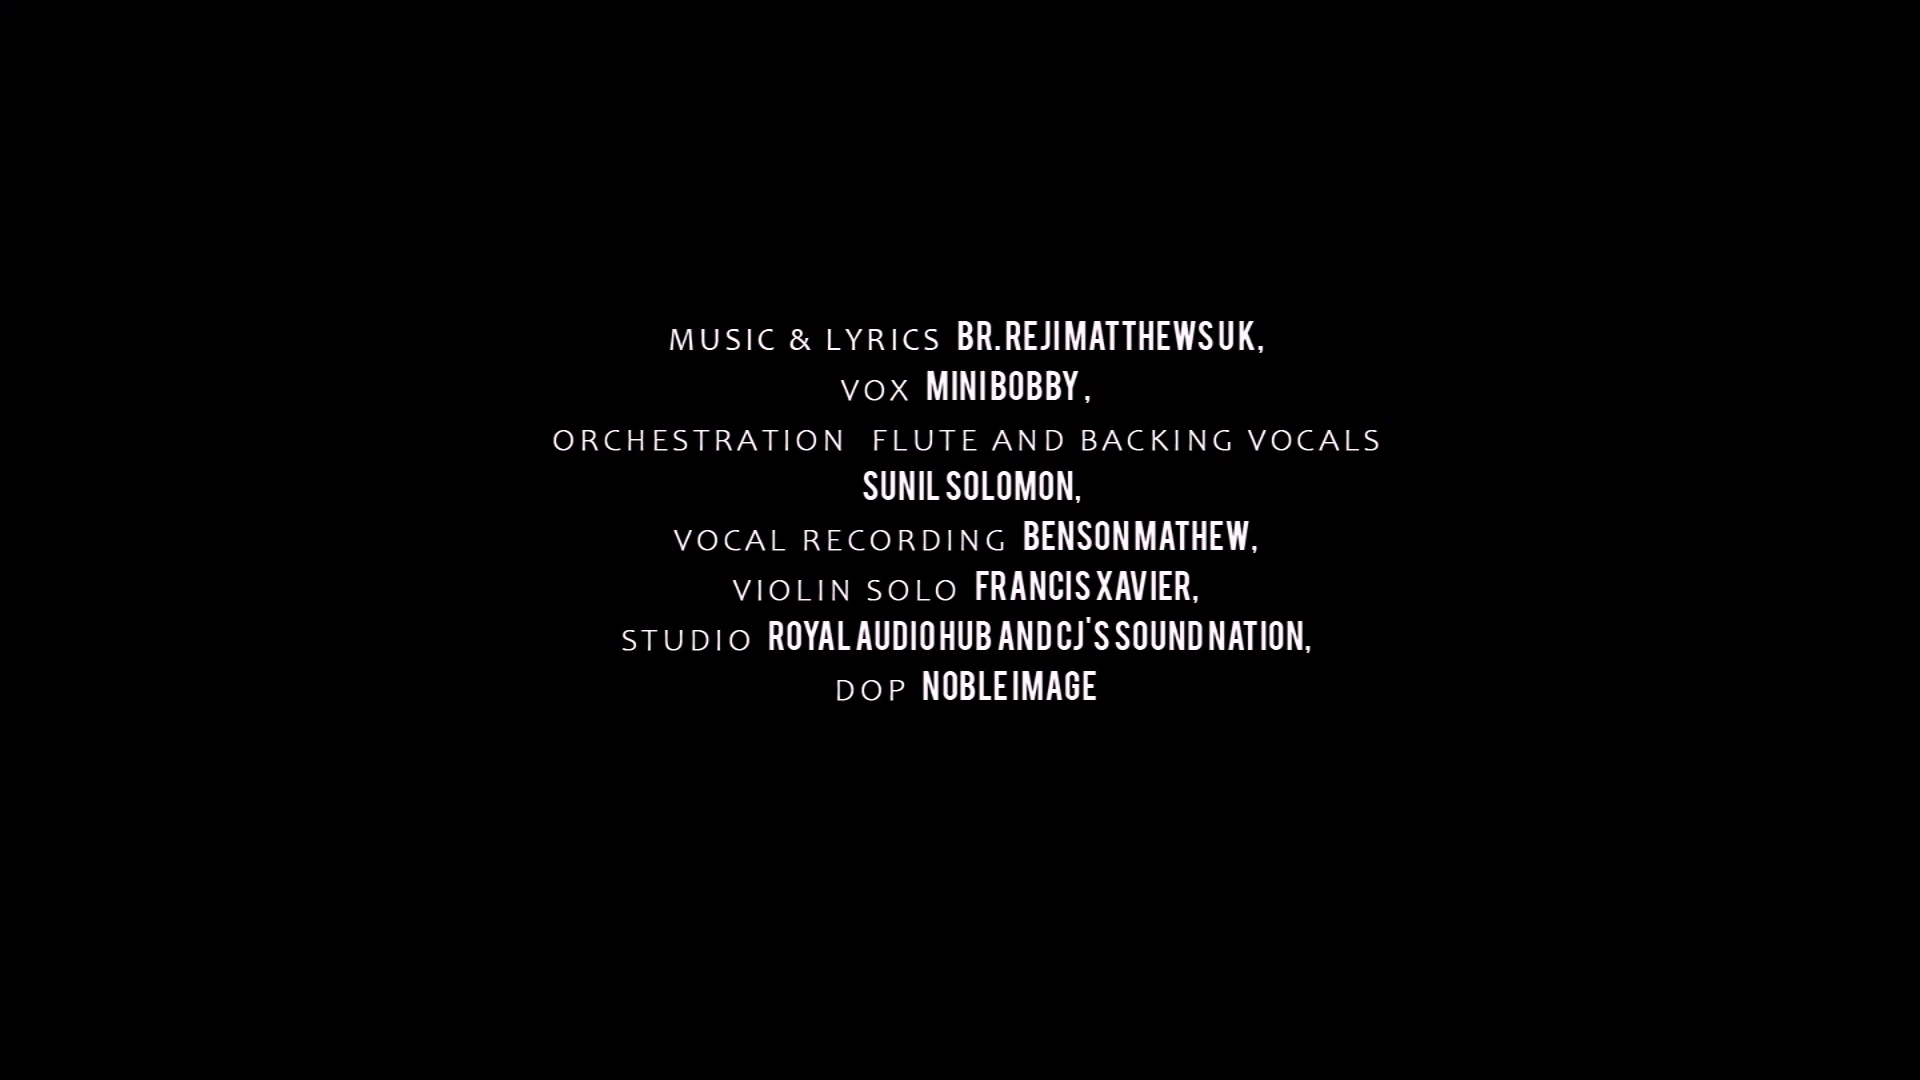 MUSIC & LYRICS BR. REJI MATTHEWS UK,
VOX MINI BOBBY ,
ORCHESTRATION FLUTE AND BACKING VOCALS
SUNIL SOLOMON,
VOCAL RECORDING BENSON MATHEW,
VIOLIN SOLO FRANCIS XAVIER,
STUDIO ROYAL AUDIO HUB AND CJ'S SOUND NATION,
DOP NOBLE IMAGE